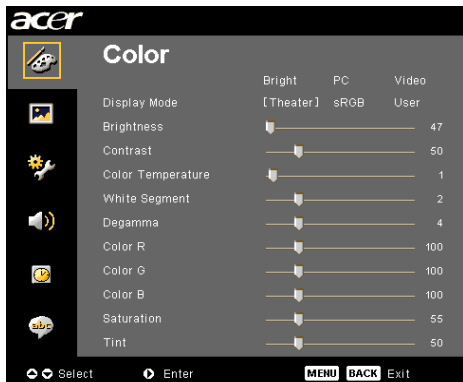 acer
Color
Bright PC Video
Display Mode [Theater] sRGB User
Brightness 47
Contrast 50
Color Temperature 1
White Segment 2
Degamma 4
Color R 100
Color G 100
Color B 100
Saturation 55
Tint 50
abc
Select Enter MENU BACK Exit